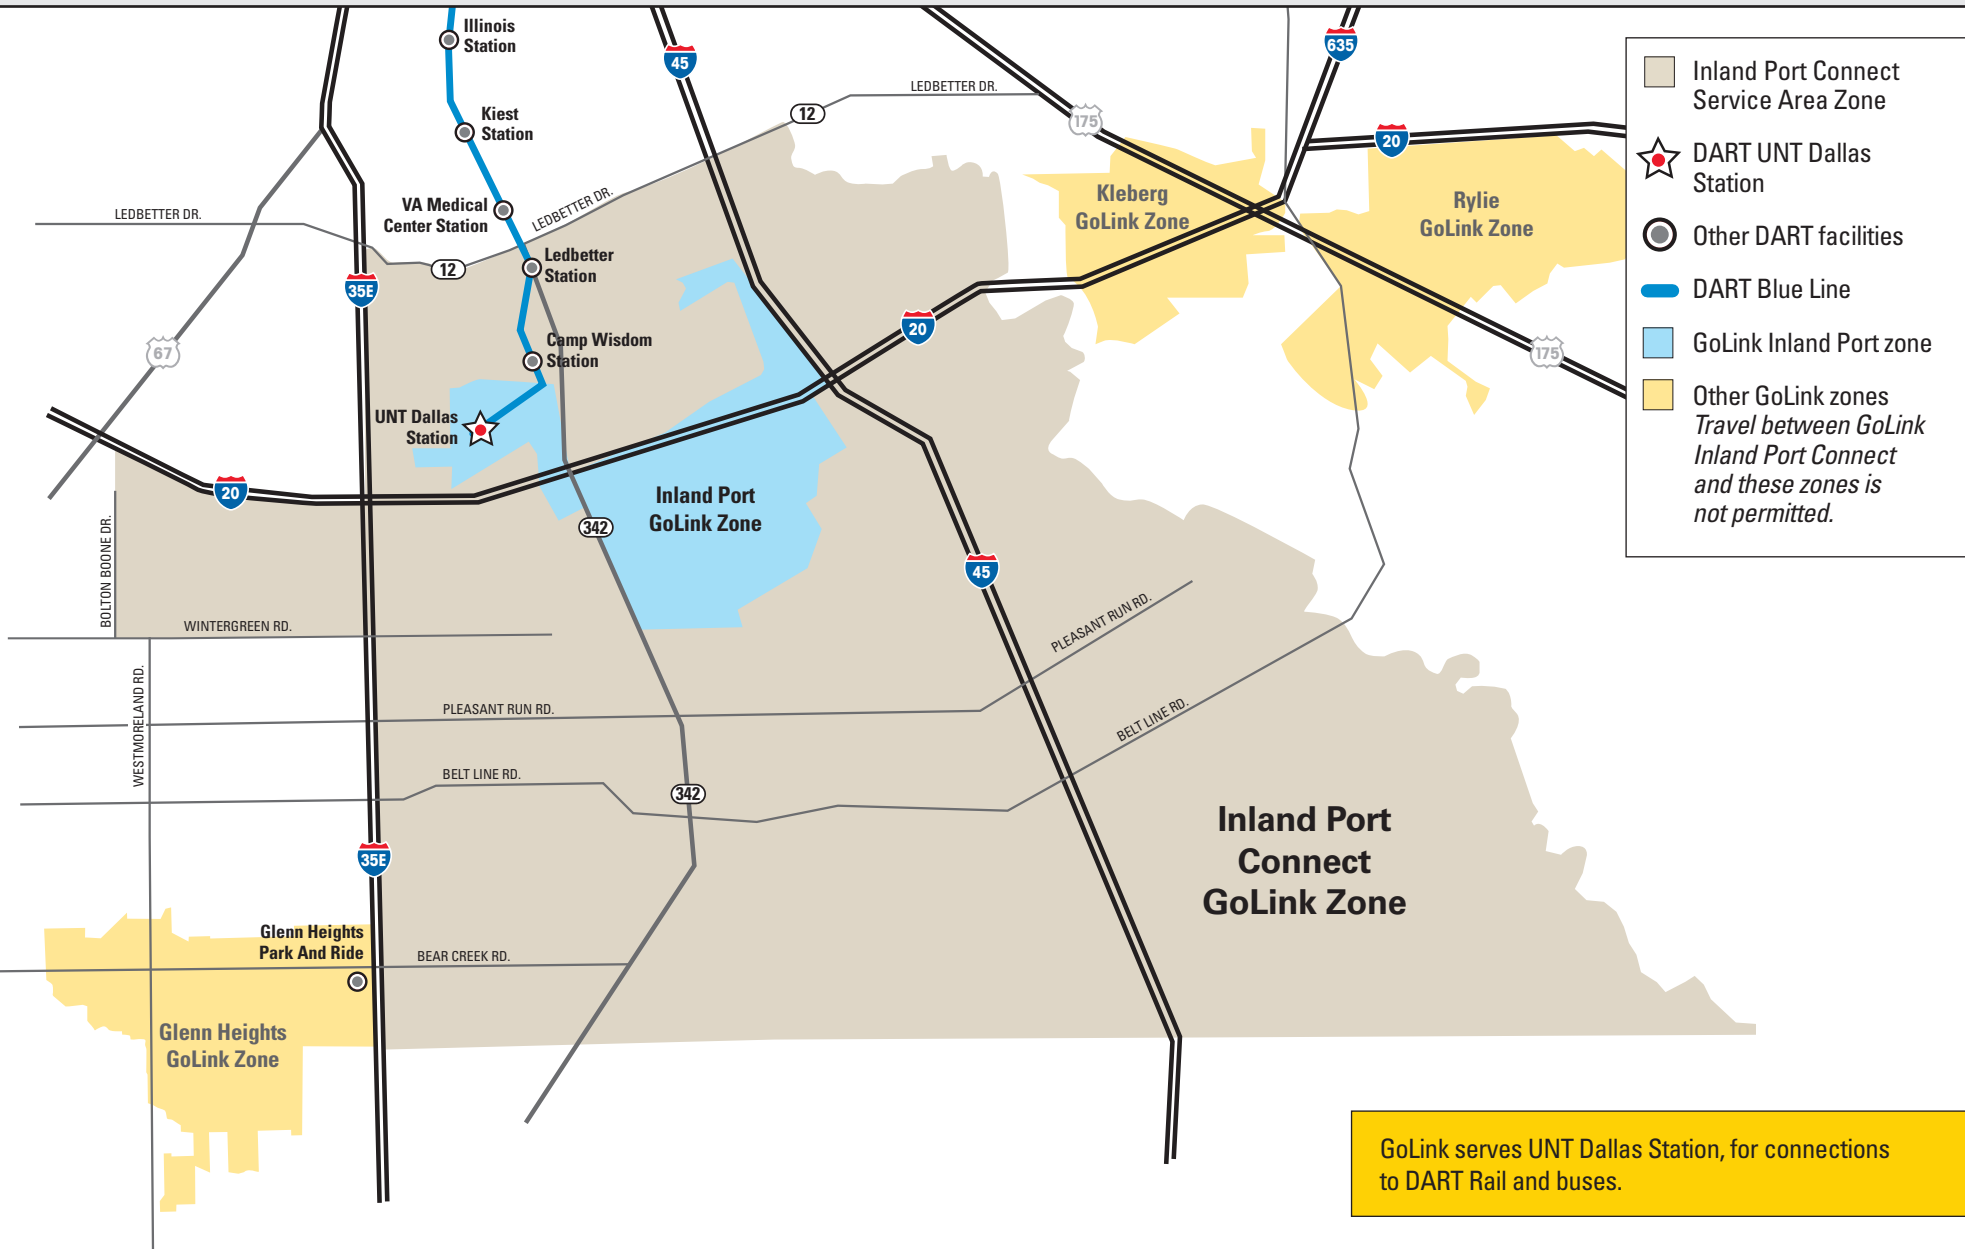 Illinois
Station
Kiest
Station
VA Medical
Center Station
Ledbetter
Station
Camp Wisdom
Station
UNT Dallas
Station
LEDBETTER DR.
LEDBETTER DR.
LEDBETTER DR.
12
12
45
45
175
175
635
20
20
20
35E
35E
67
342
342
Kleberg
GoLink Zone
Rylie
GoLink Zone
Inland Port
GoLink Zone
BOLTON BOONE DR.
WINTERGREEN RD.
WESTMORELAND RD.
PLEASANT RUN RD.
PLEASANT RUN RD.
BELT LINE RD.
BELT LINE RD.
BEAR CREEK RD.
Inland Port
Connect
GoLink Zone
Glenn Heights
Park And Ride
Glenn Heights
GoLink Zone
Inland Port Connect
Service Area Zone
DART UNT Dallas
Station
Other DART facilities
DART Blue Line
GoLink Inland Port zone
Other GoLink zones
Travel between GoLink
Inland Port Connect
and these zones is
not permitted.
GoLink serves UNT Dallas Station, for connections
to DART Rail and buses.